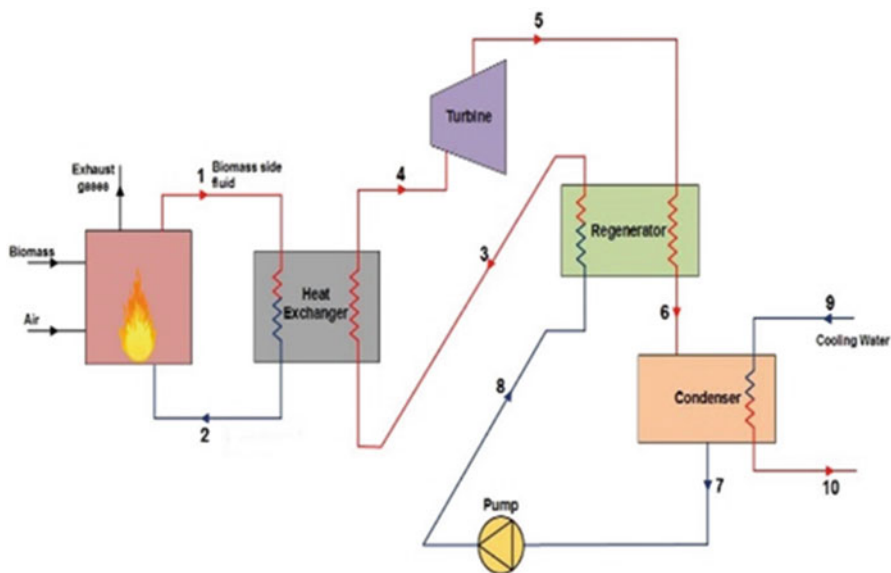 5
Turbine
Exhaust
gases
1
Biomass side
fluid
4
Biomass
Regenerator
3
Heat
Exchanger
6
9
Air
Cooling Water
8
Condenser
2
7
10
Pump